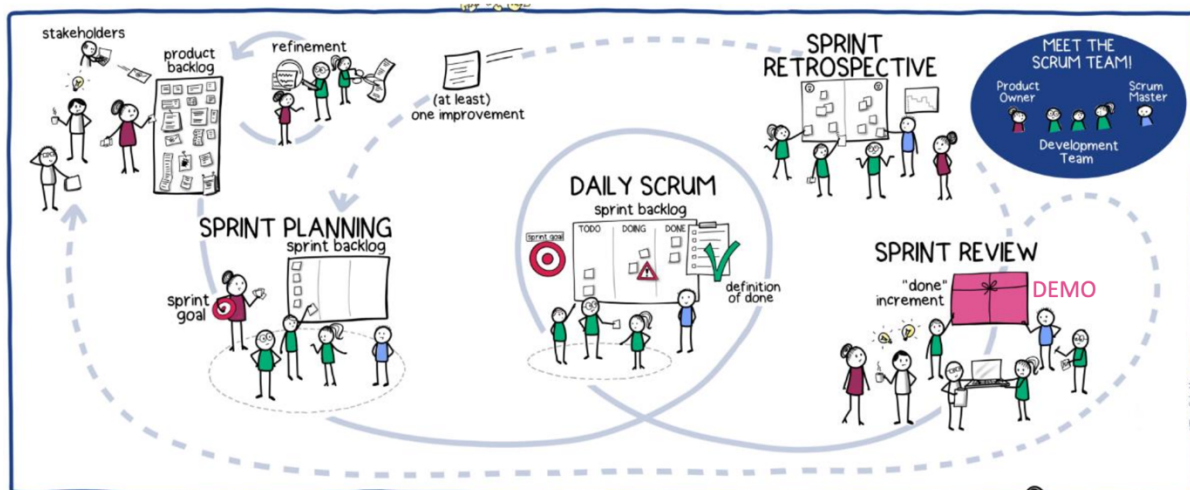 stakeholders
product
backlog
refinement
(at least)
one improvement
SPRINT
RETROSPECTIVE
MEET THE
SCRUM TEAM!
Product
Owner
Scrum
Master
Development
Team
SPRINT PLANNING
sprint backlog
sprint
goal
DAILY SCRUM
sprint backlog
sprint goal
TODO
DOING
DONE
definition
of done
SPRINT REVIEW
"done"
increment
DEMO